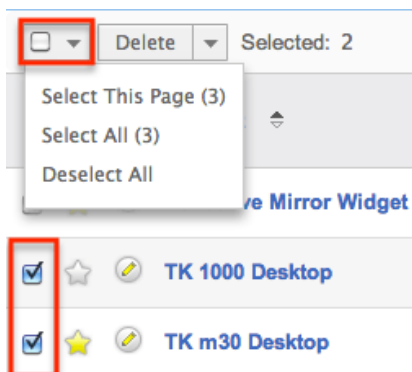 Delete Selected: 2
Select This Page (3)
Select All (3)
Deselect All
Mirror Widget
TK 1000 Desktop
TK m30 Desktop